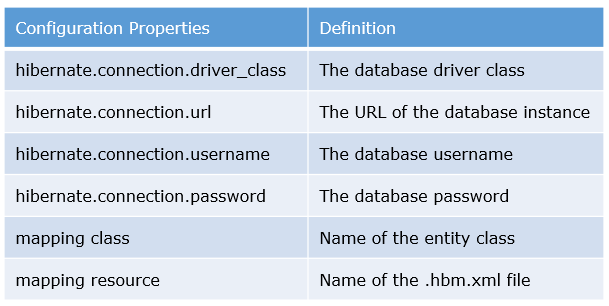 Configuration Properties Definition
hibernate.connection.driver_class The database driver class
hibernate.connection.url The URL of the database instance
hibernate.connection.username The database username
hibernate.connection.password The database password
mapping class Name of the entity class
mapping resource Name of the .hbm.xml file